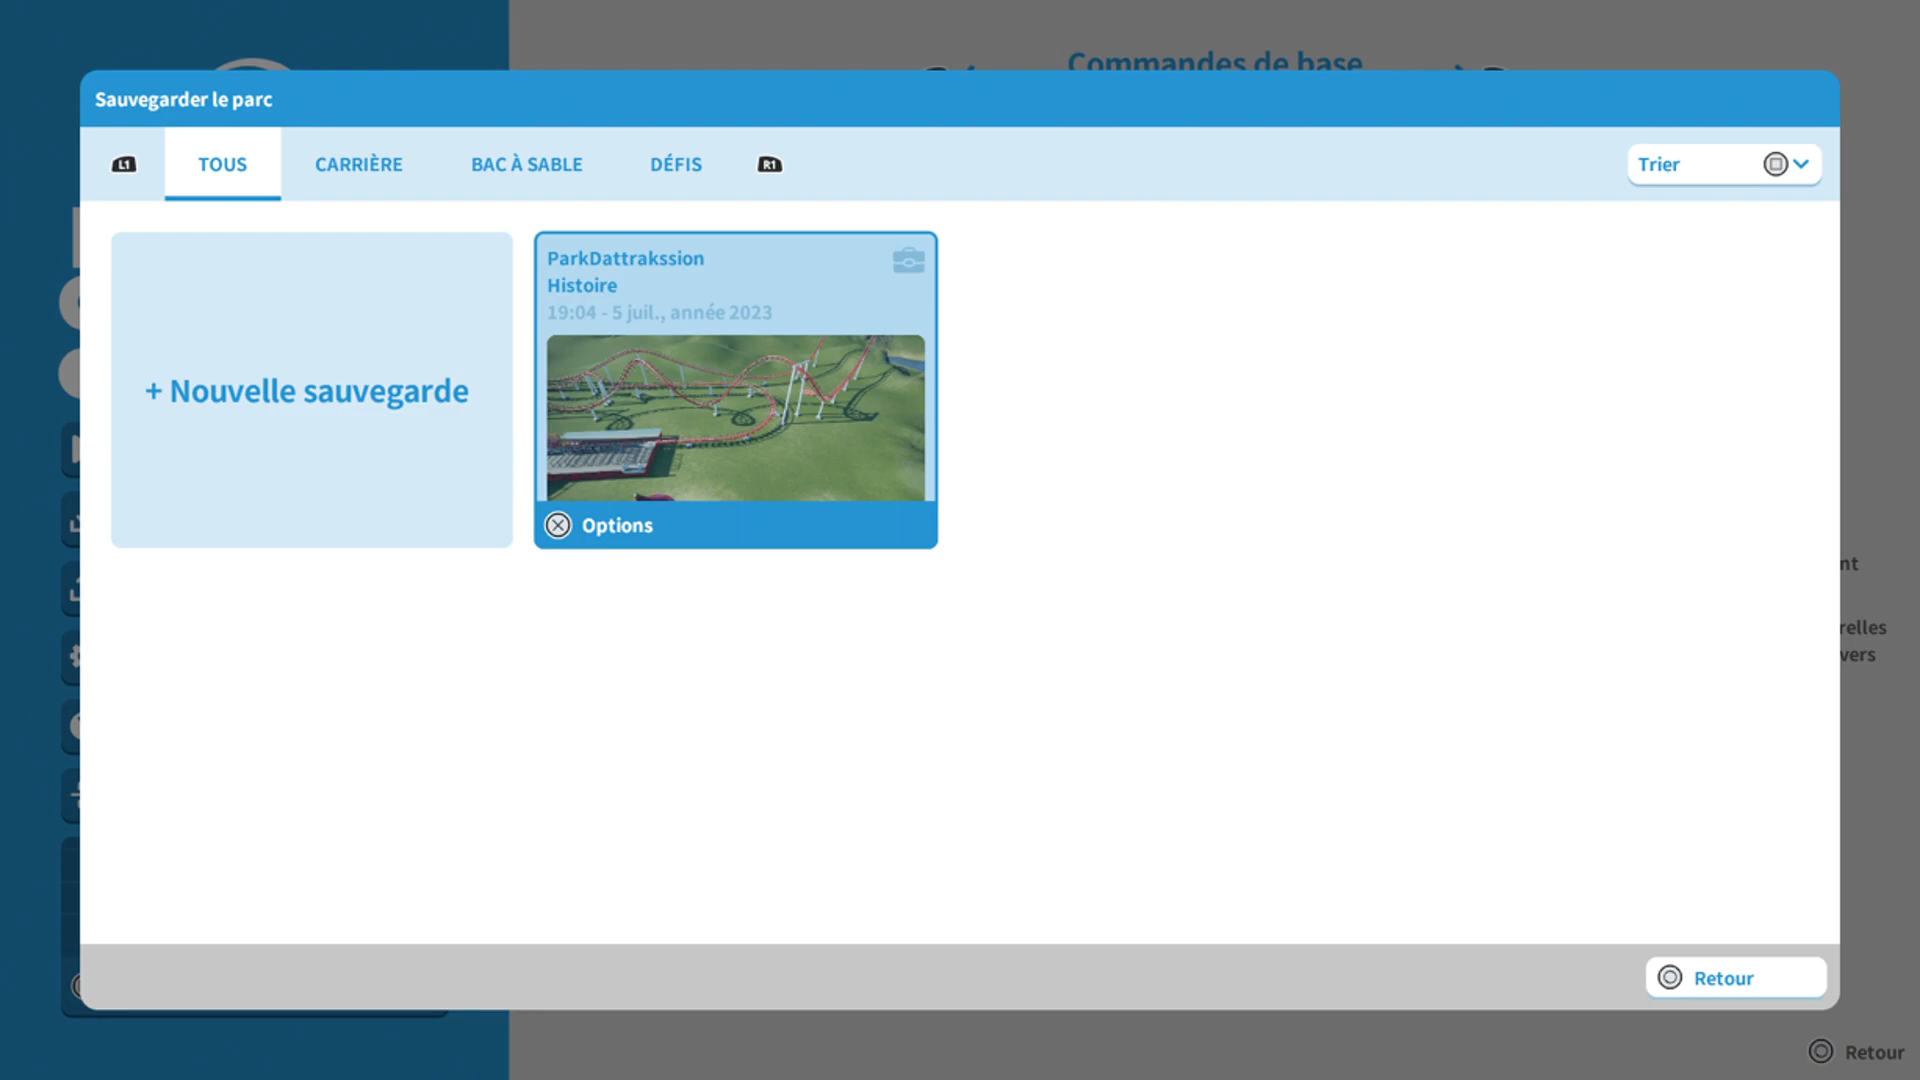 Commandes de base
Sauvegarder le parc
L1
TOUS
CARRIÈRE
BAC À SABLE
DÉFIS
R1
Trier
+ Nouvelle sauvegarde
ParkDattrakssion
Histoire
19:04 - 5 juil., année 2023
Options
nt
relles
vers
Retour
Retour